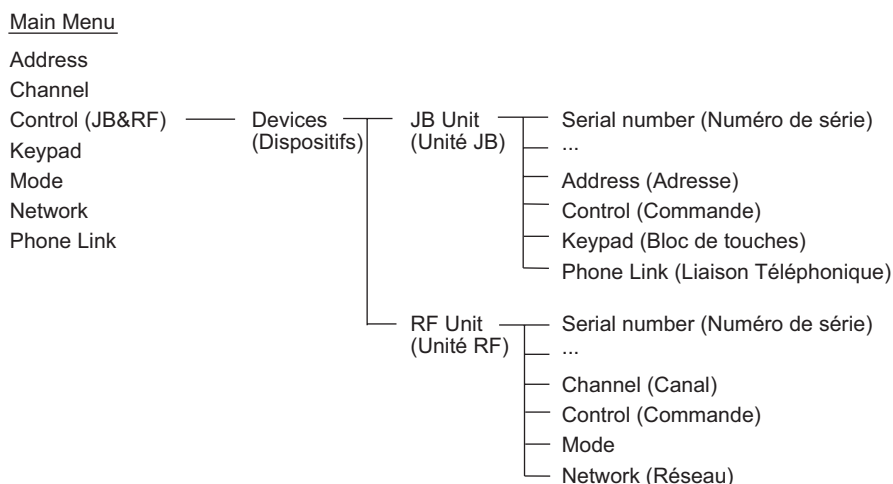 Main Menu
Address
Channel
Control (JB&RF)
Keypad
Mode
Network
Phone Link
Devices
(Dispositifs)
JB Unit
(Unité JB)
Serial number (Numéro de série)
...
Address (Adresse)
Control (Commande)
Keypad (Bloc de touches)
Phone Link (Liaison Téléphonique)
RF Unit
(Unité RF)
Serial number (Numéro de série)
...
Channel (Canal)
Control (Commande)
Mode
Network (Réseau)